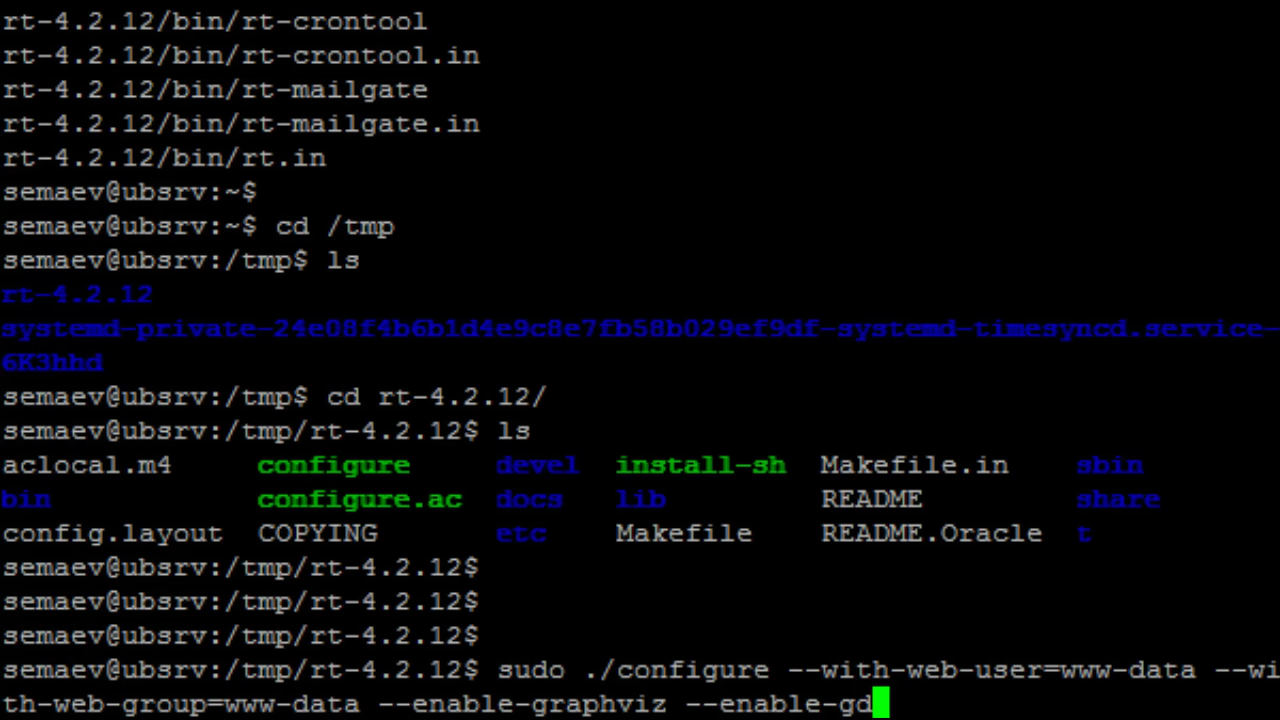 rt-4.2.12/bin/rt-crontool
rt-4.2.12/bin/rt-crontool.in
rt-4.2.12/bin/rt-mailgate
rt-4.2.12/bin/rt-mailgate.in
rt-4.2.12/bin/rt.in
semaev@ubsrv:~$
semaev@ubsrv:~$ cd /tmp
semaev@ubsrv:/tmp$ ls
rt-4.2.12
systemd-private-24e08f4b6b1d4e9c8e7fb58b029ef9df-systemd-timesyncd.service-
6K3hhd
semaev@ubsrv:/tmp$ cd rt-4.2.12/
semaev@ubsrv:/tmp/rt-4.2.12$ ls
aclocal.m4 configure devel install-sh Makefile.in sbin
bin configure.ac docs lib README share
config.layout COPYING etc Makefile README.Oracle t
semaev@ubsrv:/tmp/rt-4.2.12$
semaev@ubsrv:/tmp/rt-4.2.12$
semaev@ubsrv:/tmp/rt-4.2.12$
semaev@ubsrv:/tmp/rt-4.2.12$ sudo ./configure --with-web-user=www-data --wi
th-web-group=www-data --enable-graphviz --enable-gd